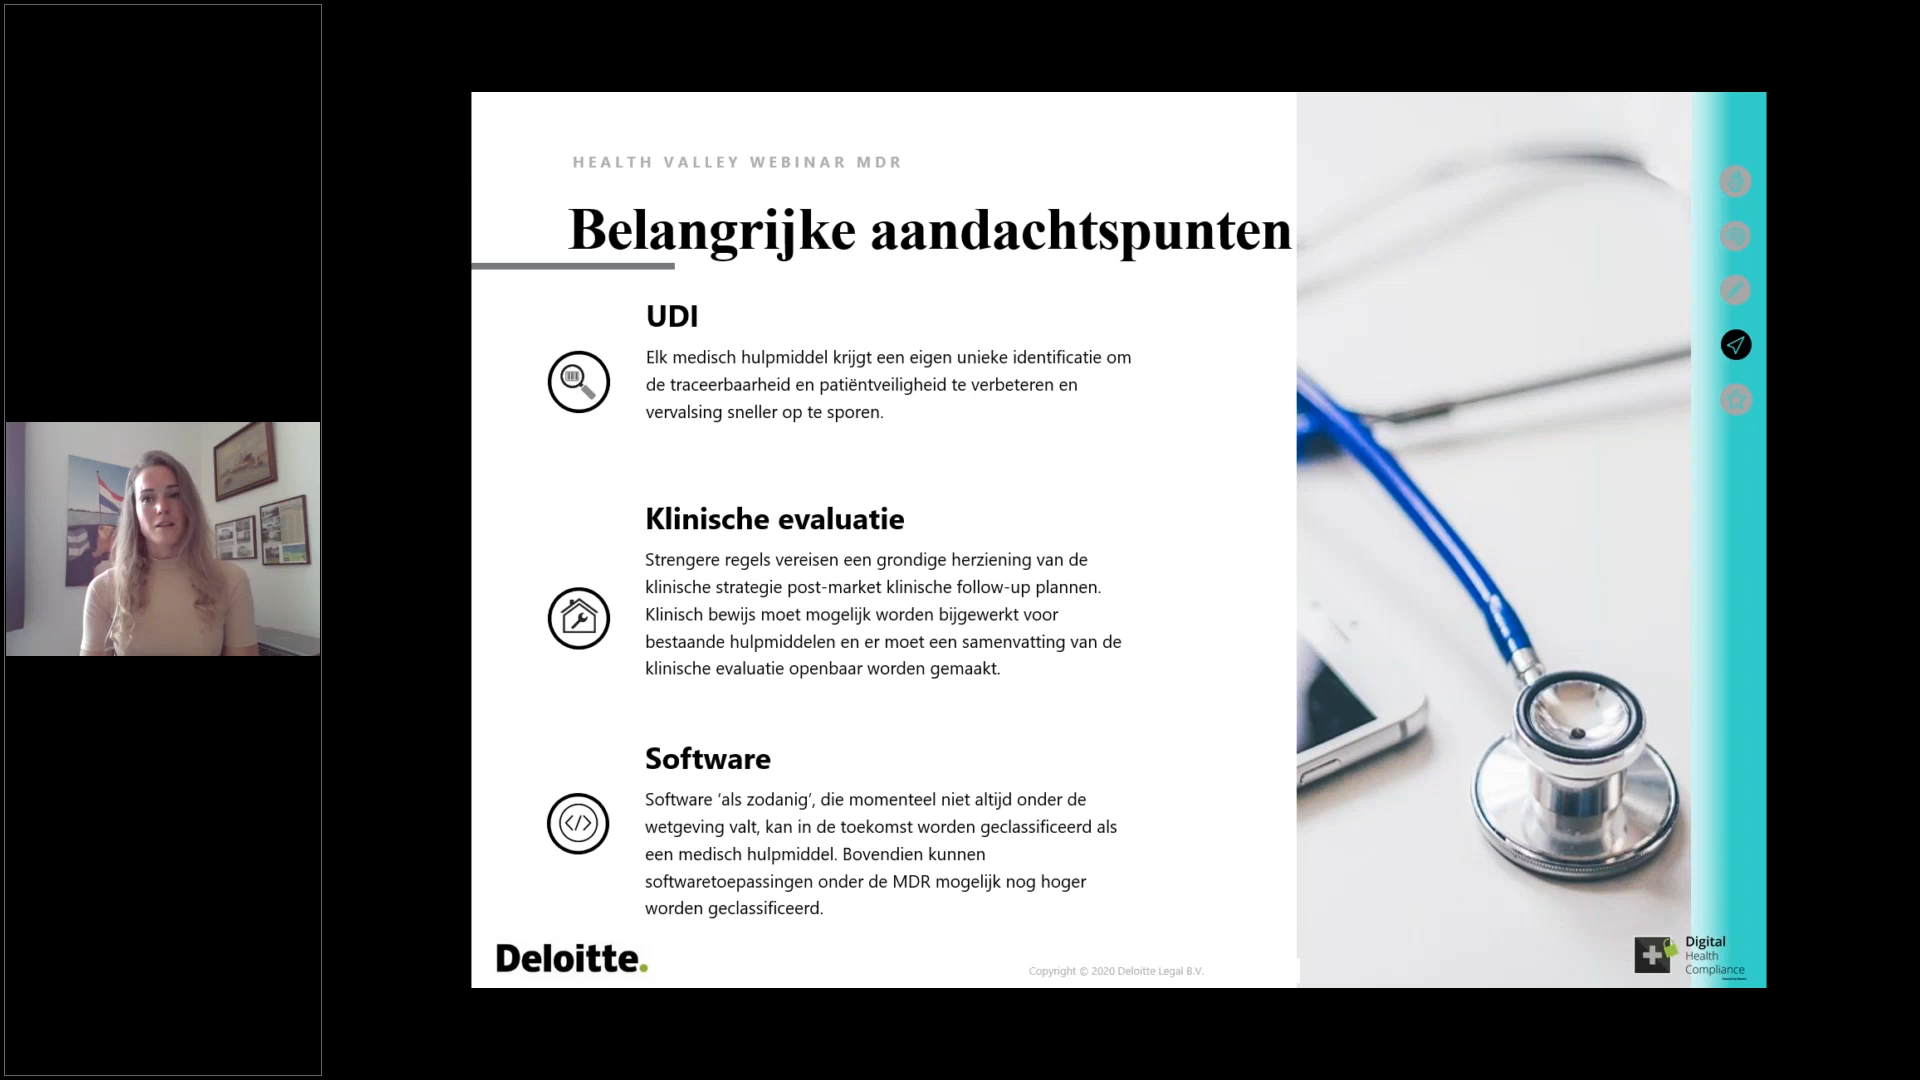 HEALTH VALLEY WEBINAR MDR
Belangrijke aandachtspunten
UDI
Elk medisch hulpmiddel krijgt een eigen unieke identificatie om
de traceerbaarheid en patiëntveiligheid te verbeteren en
vervalsing sneller op te sporen.
Klinische evaluatie
Strengere regels vereisen een grondige herziening van de
klinische strategie post-market klinische follow-up plannen.
Klinisch bewijs moet mogelijk worden bijgewerkt voor
bestaande hulpmiddelen en er moet een samenvatting van de
klinische evaluatie openbaar worden gemaakt.
Software
Software ‘als zodanig’, die momenteel niet altijd onder de
wetgeving valt, kan in de toekomst worden geclassificeerd als
een medisch hulpmiddel. Bovendien kunnen
softwaretoepassingen onder de MDR mogelijk nog hoger
worden geclassificeerd.
Deloitte.
Copyright © 2020 Deloitte Legal B.V.
Digital
Health
Compliance